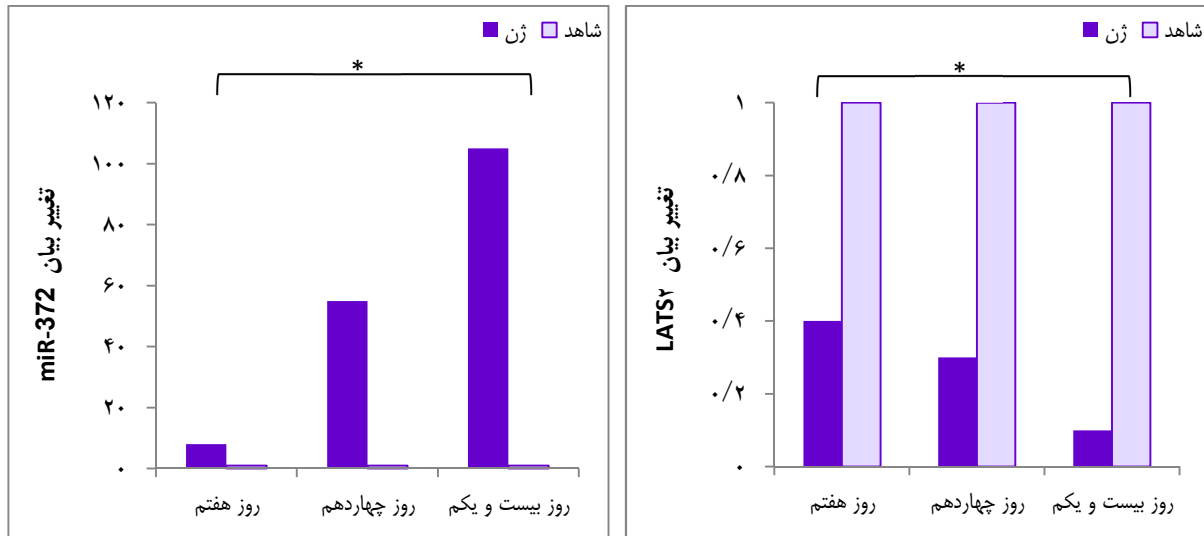 ژن شاهد
*
۱۲۰
۱۰۰
۸۰
۶۰
۴۰
۲۰
۰
تغییر بیان miR-372
روز هفتم روز چهاردهم روز بیست و یکم
ژن شاهد
*
۱
۰/۸
۰/۶
۰/۴
۰/۲
۰
تغییر بیان LATS۲
روز هفتم روز چهاردهم روز بیست و یکم